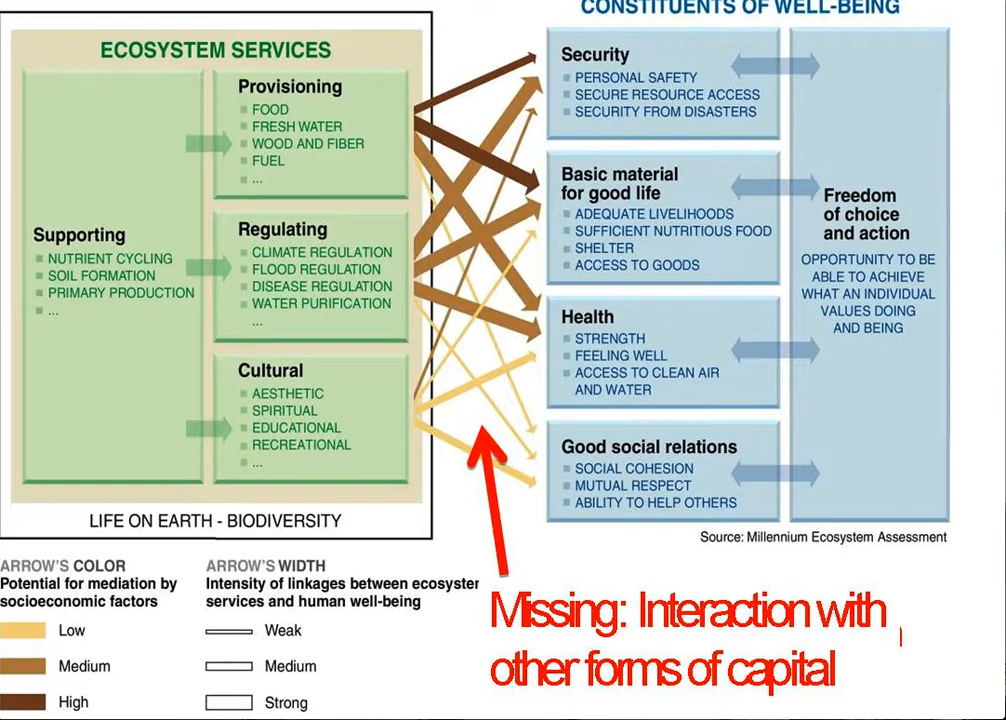 CONSTITUENTS OF WELL-BEING
ECOSYSTEM SERVICES
Supporting
NUTRIENT CYCLING
SOIL FORMATION
PRIMARY PRODUCTION
...
Provisioning
FOOD
FRESH WATER
WOOD AND FIBER
FUEL
...
Regulating
CLIMATE REGULATION
FLOOD REGULATION
DISEASE REGULATION
WATER PURIFICATION
...
Cultural
AESTHETIC
SPIRITUAL
EDUCATIONAL
RECREATIONAL
...
LIFE ON EARTH - BIODIVERSITY
Security
PERSONAL SAFETY
SECURE RESOURCE ACCESS
SECURITY FROM DISASTERS
Basic material
for good life
ADEQUATE LIVELIHOODS
SUFFICIENT NUTRITIOUS FOOD
SHELTER
ACCESS TO GOODS
Health
STRENGTH
FEELING WELL
ACCESS TO CLEAN AIR
AND WATER
Good social relations
SOCIAL COHESION
MUTUAL RESPECT
ABILITY TO HELP OTHERS
Freedom
of choice
and action
OPPORTUNITY TO BE
ABLE TO ACHIEVE
WHAT AN INDIVIDUAL
VALUES DOING
AND BEING
Source: Millennium Ecosystem Assessment
ARROW'S COLOR
Potential for mediation by
socioeconomic factors
Low
Medium
High
ARROW'S WIDTH
Intensity of linkages between ecosyster
services and human well-being
Weak
Medium
Strong
Missing: Interaction with
other forms of capital